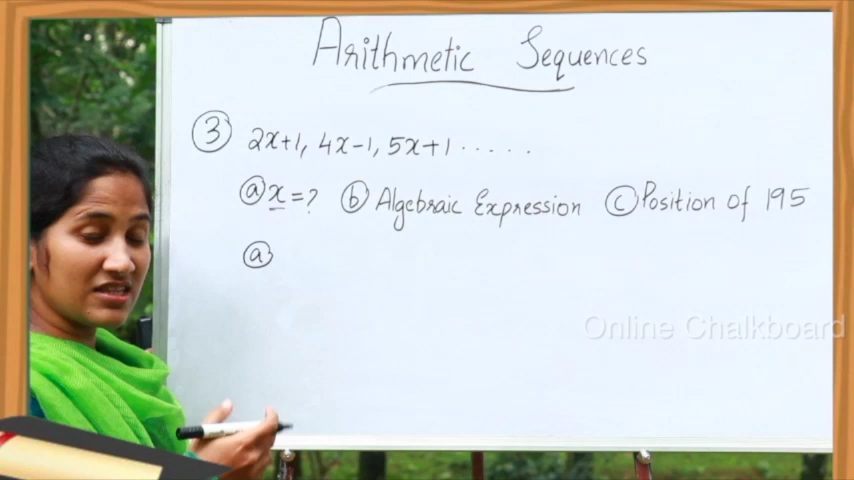 Arithmetic Sequences
③ 2x+1, 4x-1, 5x+1 .....
ⓐ x=? ⓑ Algebraic Expression ⓒ Position of 195
ⓐ
Online Chalkboard